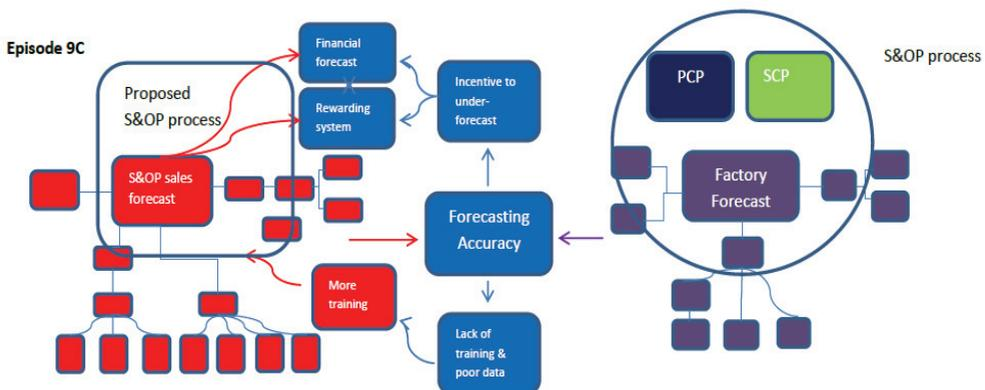 Episode 9C
Proposed
S&OP process
S&OP sales
forecast
Financial
forecast
Rewarding
system
Incentive to
under-
forecast
Forecasting
Accuracy
More
training
Lack of
training &
poor data
PCP
SCP
S&OP process
Factory
Forecast